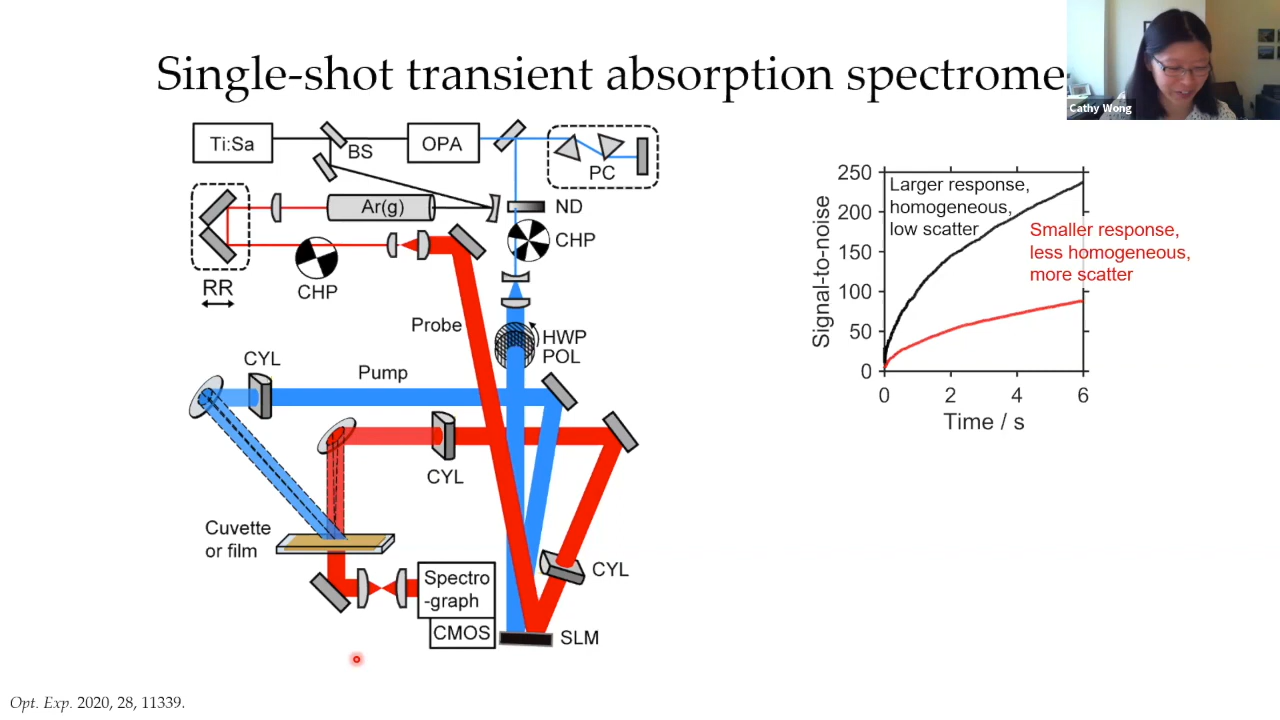 Single-shot transient absorption spectrome
Cathy Wong
Ti:Sa
BS
OPA
PC
Ar(g)
ND
CHP
RR
CHP
Probe
HWP
POL
CYL
Pump
CYL
Cuvette
or film
CYL
Spectro
-graph
CMOS
SLM
250
200
150
100
50
0
Signal-to-noise
Larger response,
homogeneous,
low scatter
Smaller response,
less homogeneous,
more scatter
0 2 4 6
Time / s
Opt. Exp. 2020, 28, 11339.